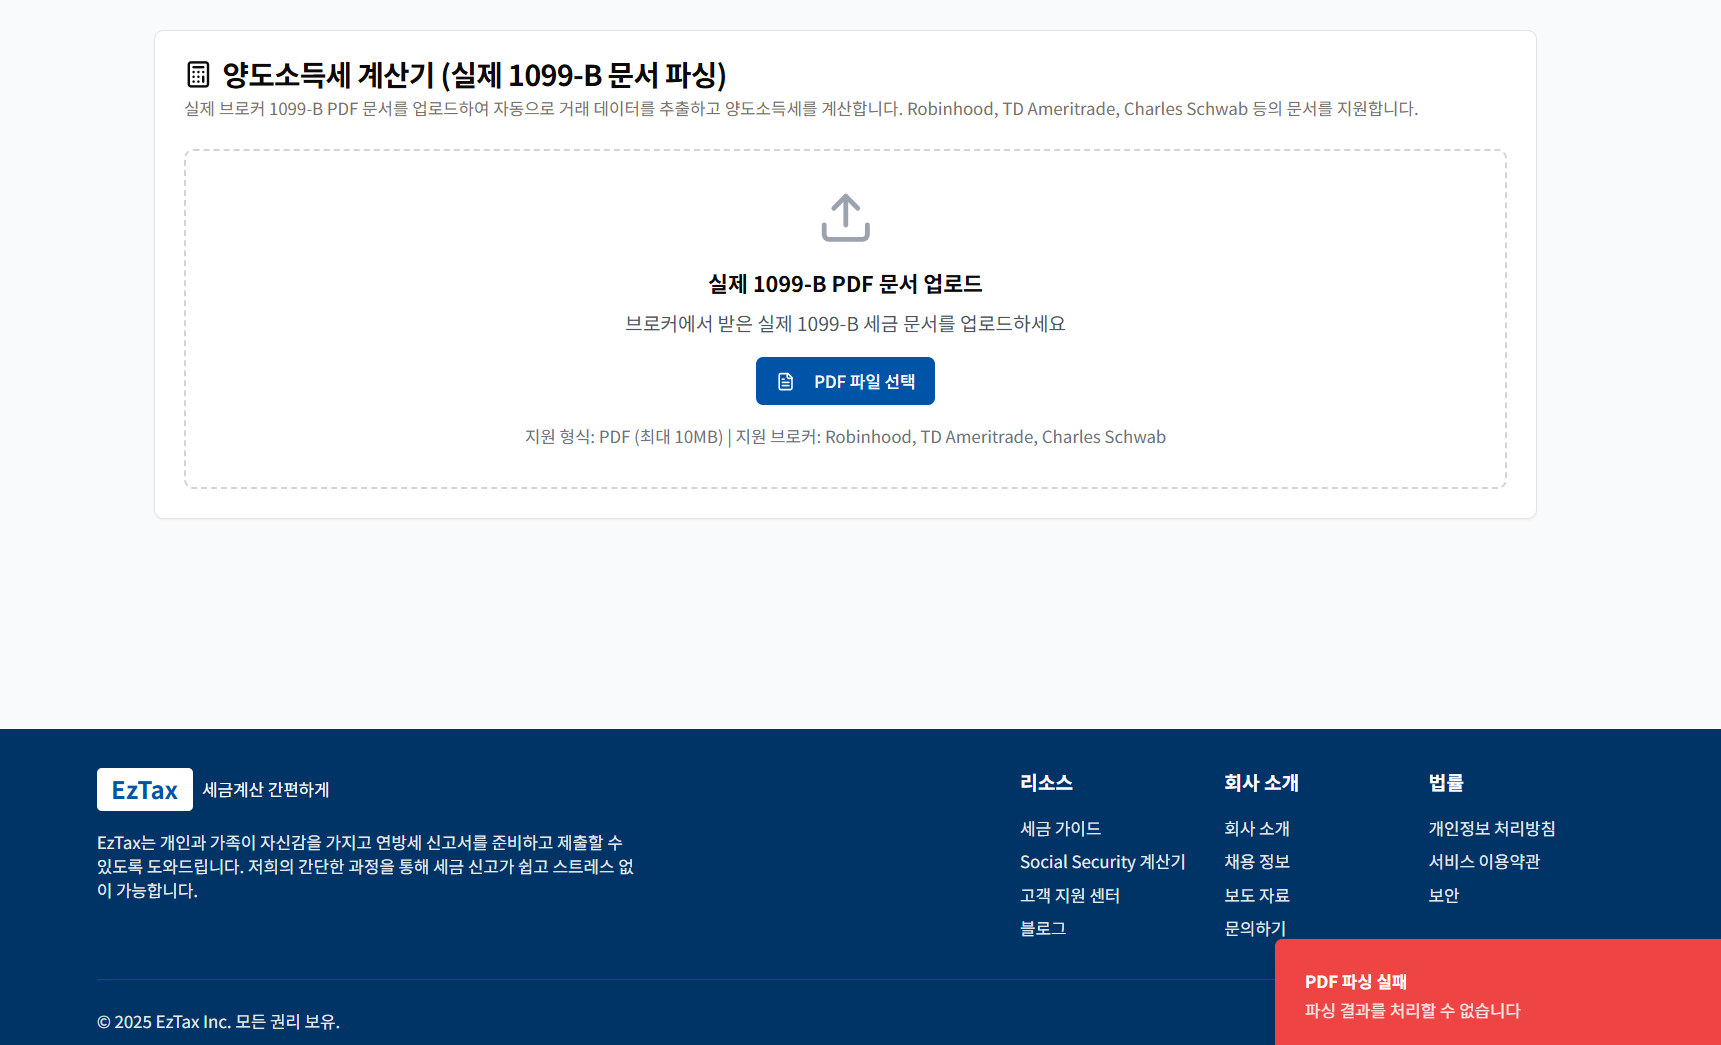 양도소득세 계산기 (실제 1099-B 문서 파싱)
실제 브로커 1099-B PDF 문서를 업로드하여 자동으로 거래 데이터를 추출하고 양도소득세를 계산합니다. Robinhood, TD Ameritrade, Charles Schwab 등의 문서를 지원합니다.
실제 1099-B PDF 문서 업로드
브로커에서 받은 실제 1099-B 세금 문서를 업로드하세요
PDF 파일 선택
지원 형식: PDF (최대 10MB) | 지원 브로커: Robinhood, TD Ameritrade, Charles Schwab
EzTax 세금계산 간편하게
EzTax는 개인과 가족이 자신감을 가지고 연방세 신고서를 준비하고 제출할 수
있도록 도와드립니다. 저희의 간단한 과정을 통해 세금 신고가 쉽고 스트레스 없
이 가능합니다.
리소스
세금 가이드
Social Security 계산기
고객 지원 센터
블로그
회사 소개
회사 소개
채용 정보
보도 자료
문의하기
법률
개인정보 처리방침
서비스 이용약관
보안
© 2025 EzTax Inc. 모든 권리 보유.
PDF 파싱 실패
파싱 결과를 처리할 수 없습니다